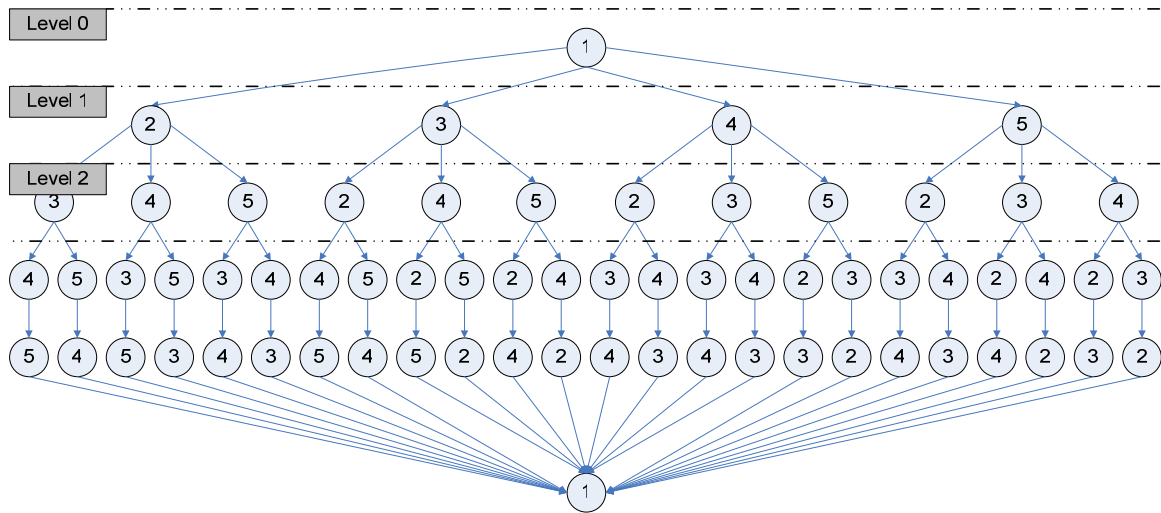 Level 0
1
Level 1
2 3 4 5
Level 2
3 4 5 2 4 5 2 3 5 2 3 4
4 5 3 5 3 4 4 5 2 5 2 4 3 4 3 4 2 3 3 4 2 4 2 3
5 4 5 3 4 3 5 4 5 2 4 2 4 3 4 3 3 2 4 3 4 2 3 2
1